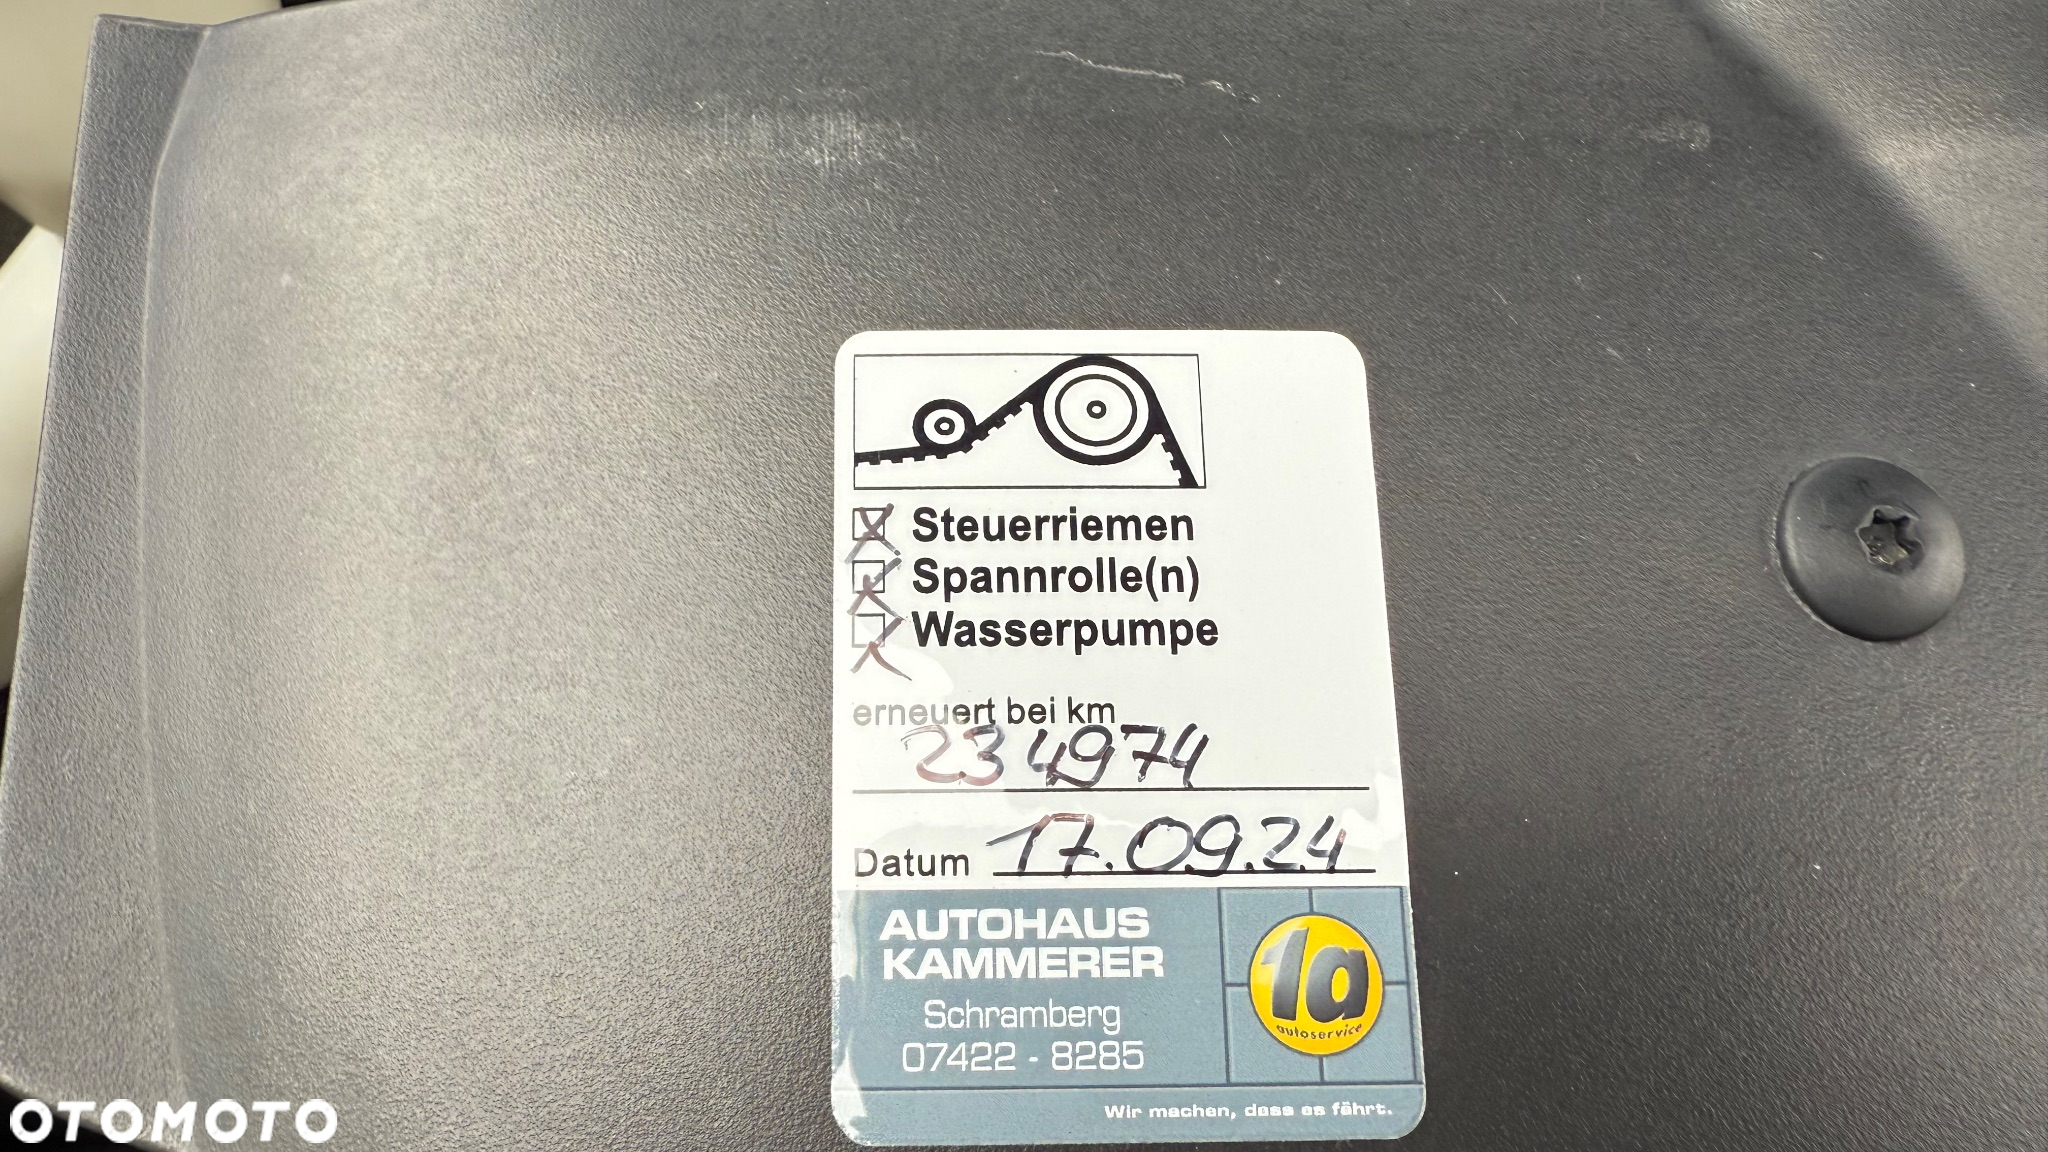 Steuerriemen
Spannrolle(n)
Wasserpumpe
erneuert bei km
234974
Datum 17.09.24
AUTOHAUS
KAMMERER
Schramberg
07422 - 8285
1a
autoservice
Wir machen, dass es fährt.
OTOMOTO